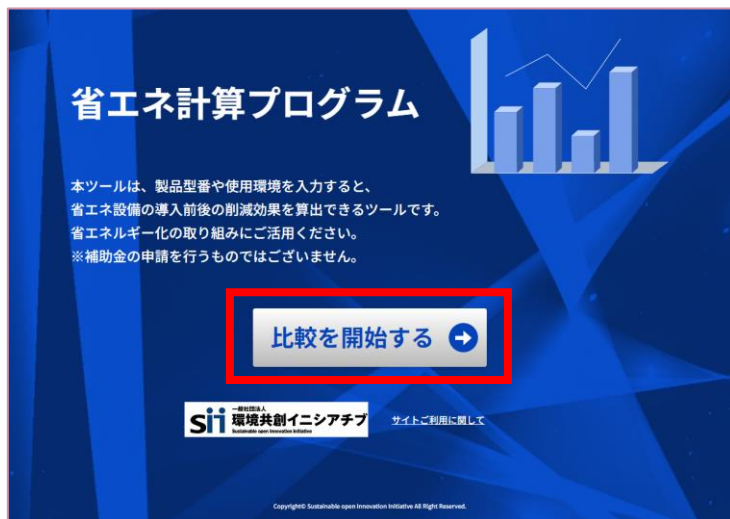 省エネ計算プログラム
本ツールは、製品型番や使用環境を入力すると、
省エネ設備の導入前後の削減効果を算出できるツールです。
省エネルギー化の取り組みにご活用ください。
※補助金の申請を行うものではございません。
比較を開始する
sii 一般社団法人
環境共創イニシアチブ
Sustainable open Innovation Initiative
サイトご利用に関して
Copyright© Sustainable open Innovation Initiative All Right Reserved.